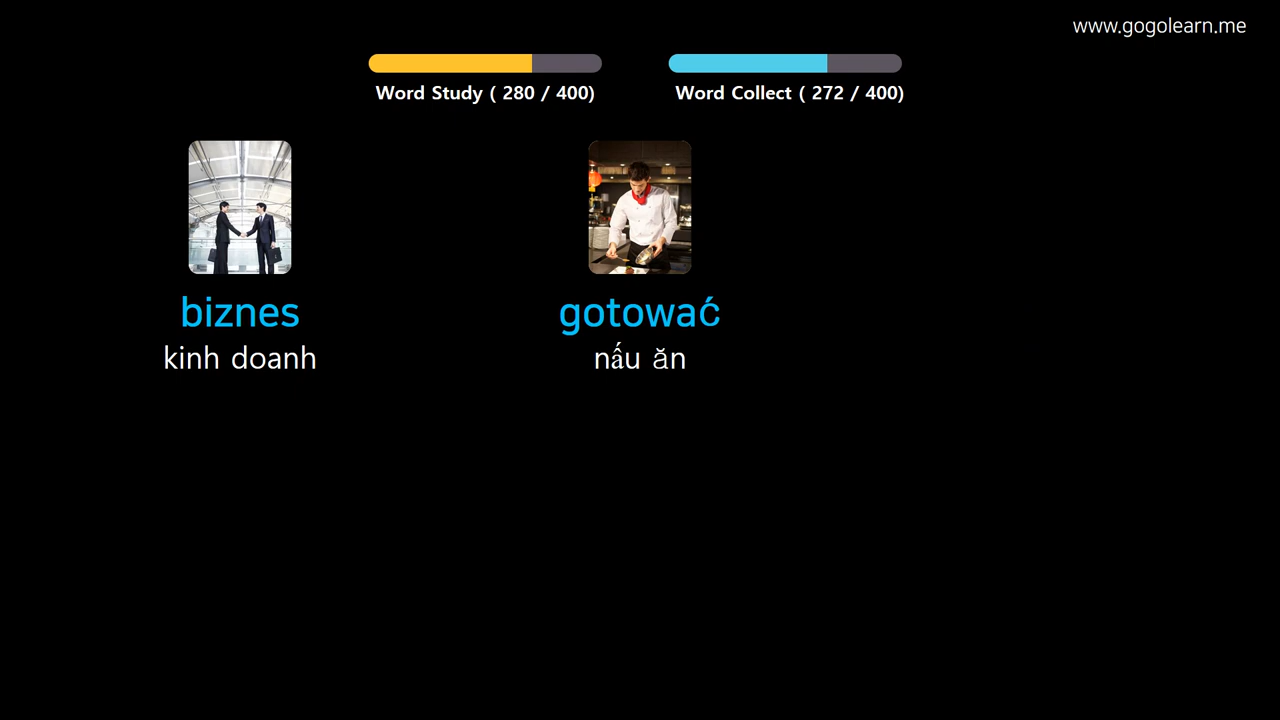 www.gogolearn.me
Word Study ( 280 / 400)
Word Collect ( 272 / 400)
biznes
kinh doanh
gotować
nấu ăn